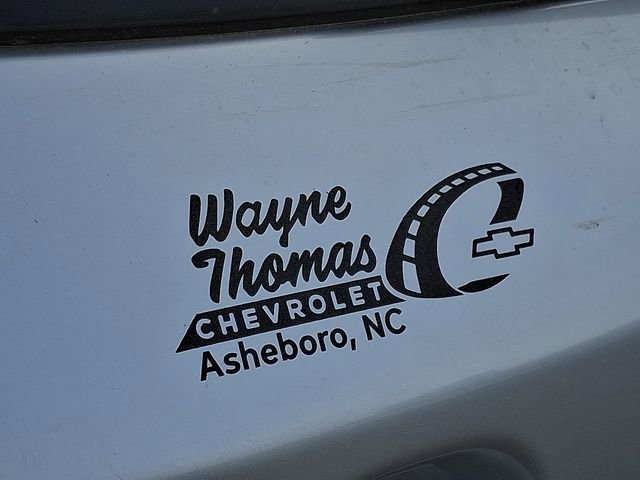 Wayne
Thomas
CHEVROLET
Asheboro, NC